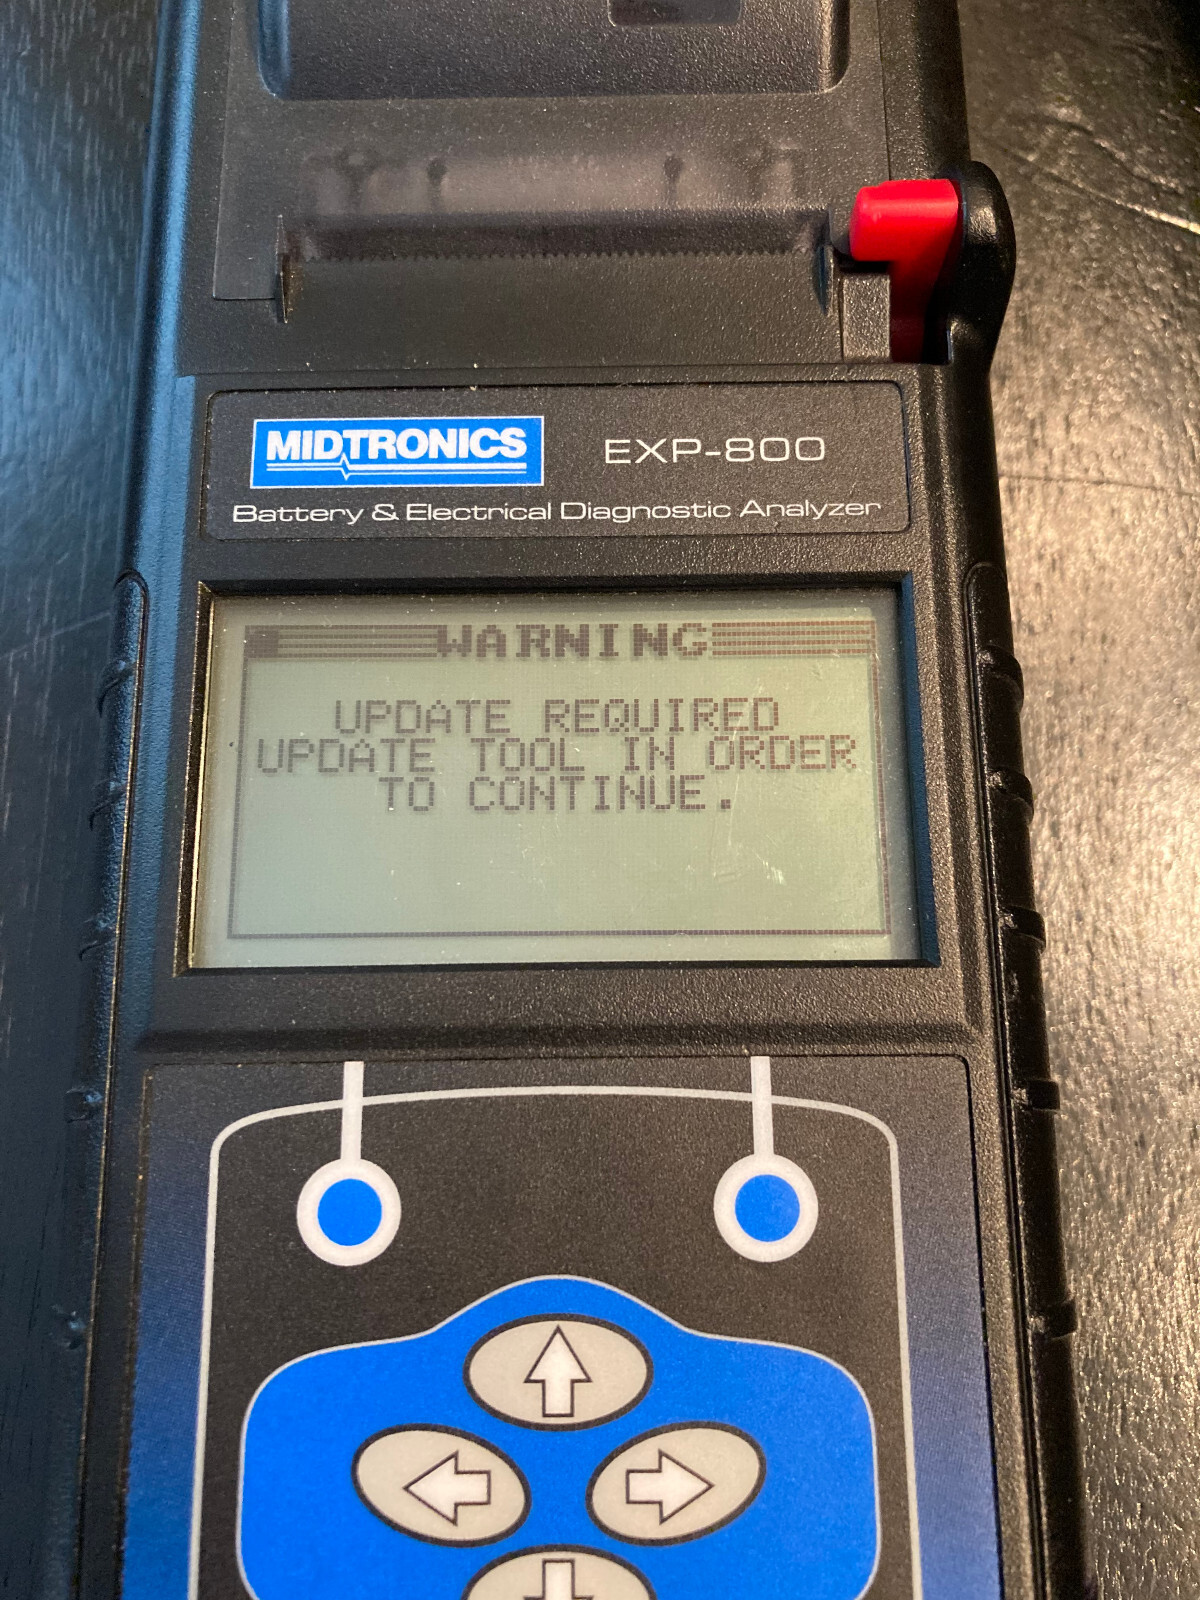 MIDTRONICS
EXP-800
Battery & Electrical Diagnostic Analyzer
WARNING
UPDATE REQUIRED
UPDATE TOOL IN ORDER
TO CONTINUE.